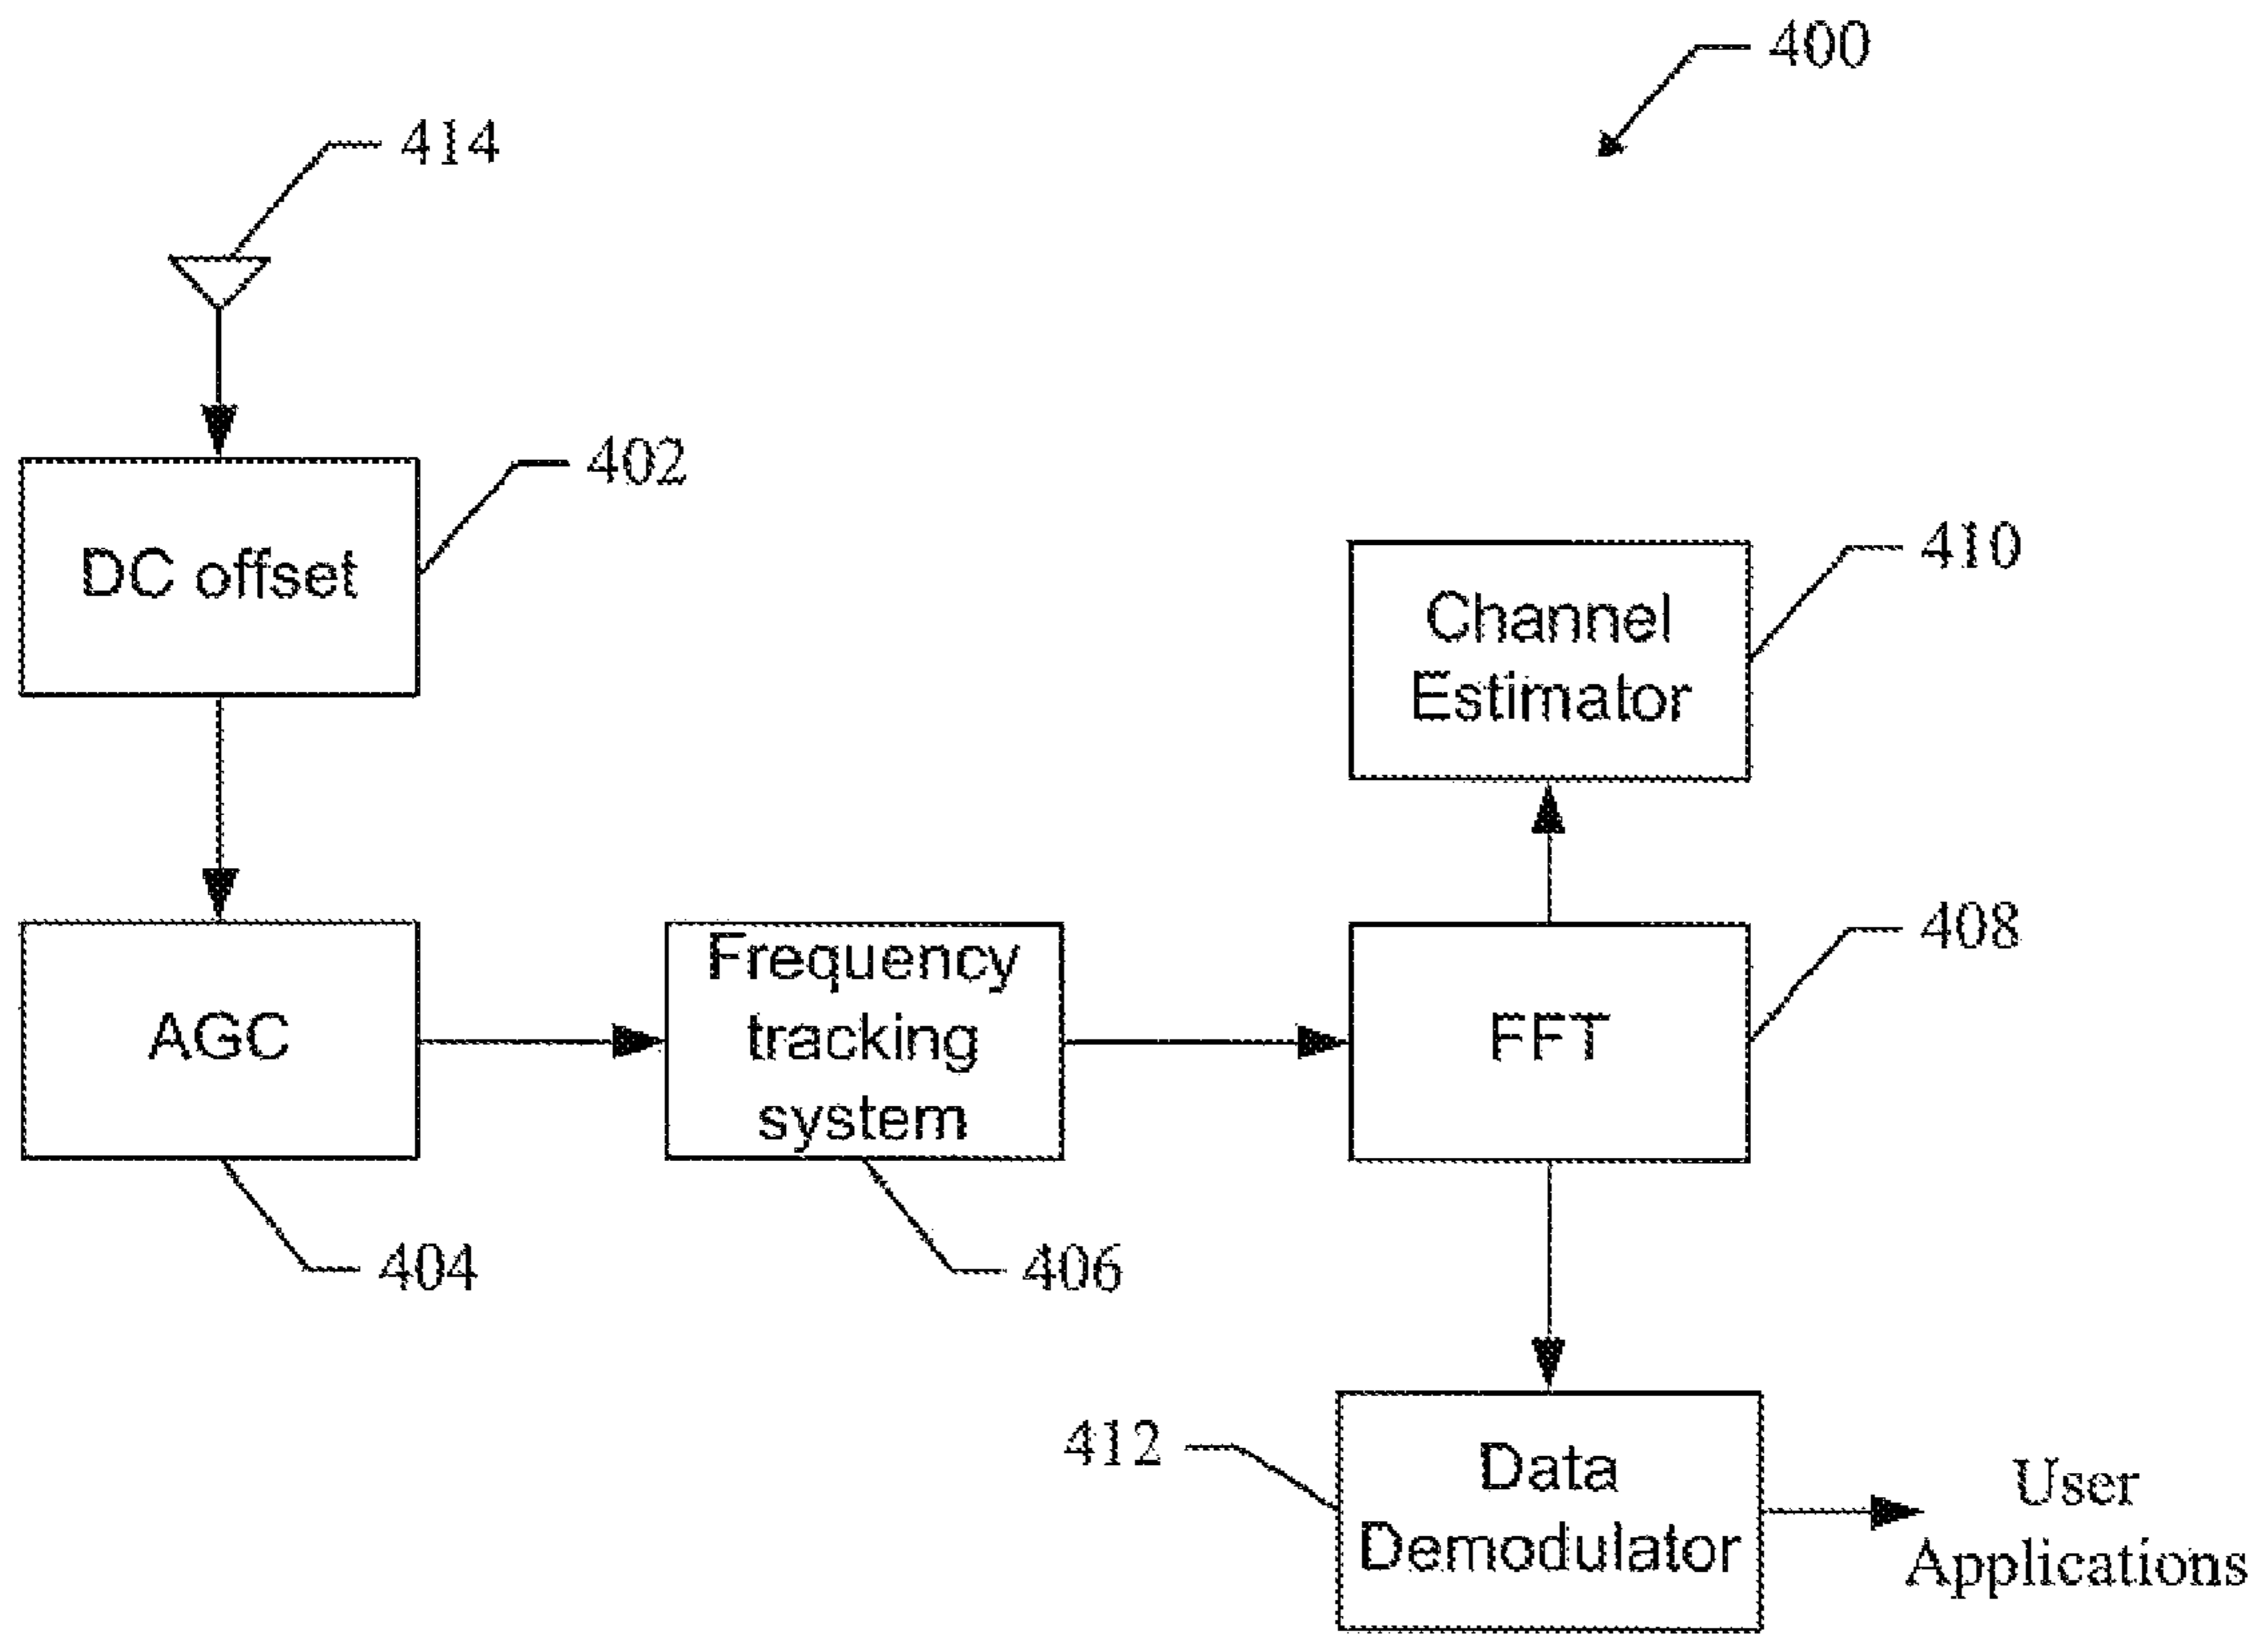 400
414
402
DC offset
410
Channel
Estimator
408
AGC
Frequency
tracking
system
FFT
404
406
412
Data
Demodulator
User
Applications